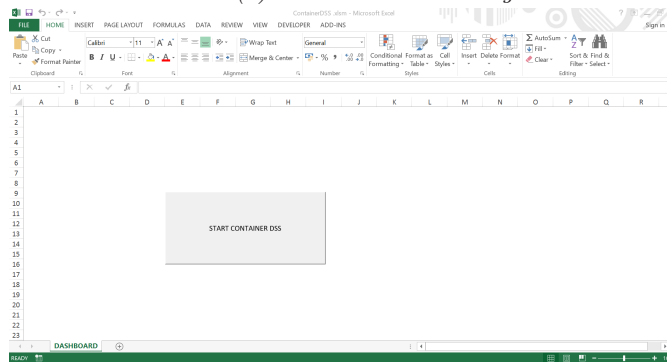 ContainerDSS .xlsm - Microsoft Excel
FILE HOME INSERT PAGE LAYOUT FORMULAS DATA REVIEW VIEW DEVELOPER ADD-INS
Sign in
Paste
Cut
Copy
Format Painter
Clipboard
Calibri 11
B I U
Font
Wrap Text
Merge & Center
Alignment
General
%
Number
Conditional Formatting
Format as Table
Cell Styles
Styles
Insert Delete Format
Cells
AutoSum
Fill
Clear
Sort & Filter
Find & Select
Editing
A1
fx
A B C D E F G H I J K L M N O P Q R
1
2
3
4
5
6
7
8
9
10
11
12
START CONTAINER DSS
13
14
15
16
17
18
19
20
21
22
23
DASHBOARD
READY